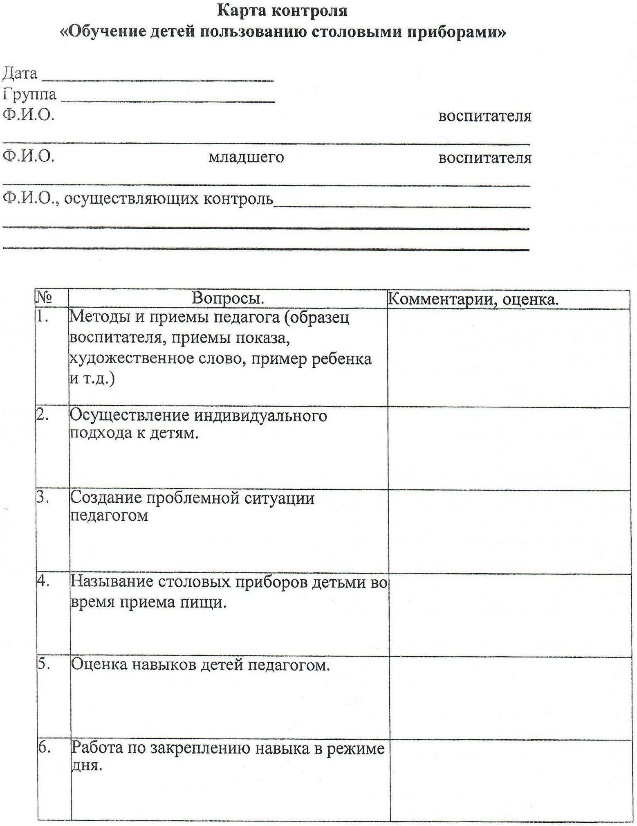 Карта контроля
«Обучение детей пользованию столовыми приборами»
Дата
Группа
Ф.И.О. воспитателя
Ф.И.О. младшего воспитателя
Ф.И.О., осуществляющих контроль
№ Вопросы. Комментарии, оценка.
1. Методы и приемы педагога (образец
воспитателя, приемы показа,
художественное слово, пример ребенка
и т.д.)
2. Осуществление индивидуального
подхода к детям.
3. Создание проблемной ситуации
педагогом
4. Называние столовых приборов детьми во
время приема пищи.
5. Оценка навыков детей педагогом.
6. Работа по закреплению навыка в режиме
дня.